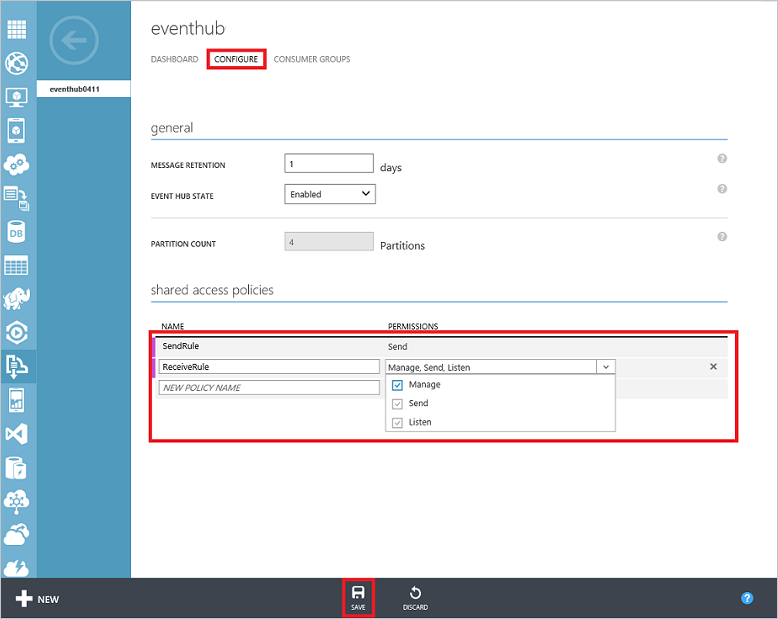 eventhub
DASHBOARD CONFIGURE CONSUMER GROUPS
eventhub0411
general
MESSAGE RETENTION 1 days ?
EVENT HUB STATE Enabled ?
DB
PARTITION COUNT 4 Partitions ?
shared access policies
NAME PERMISSIONS
SendRule Send
ReceiveRule Manage, Send, Listen
NEW POLICY NAME Manage
Send
Listen
NEW SAVE DISCARD ?